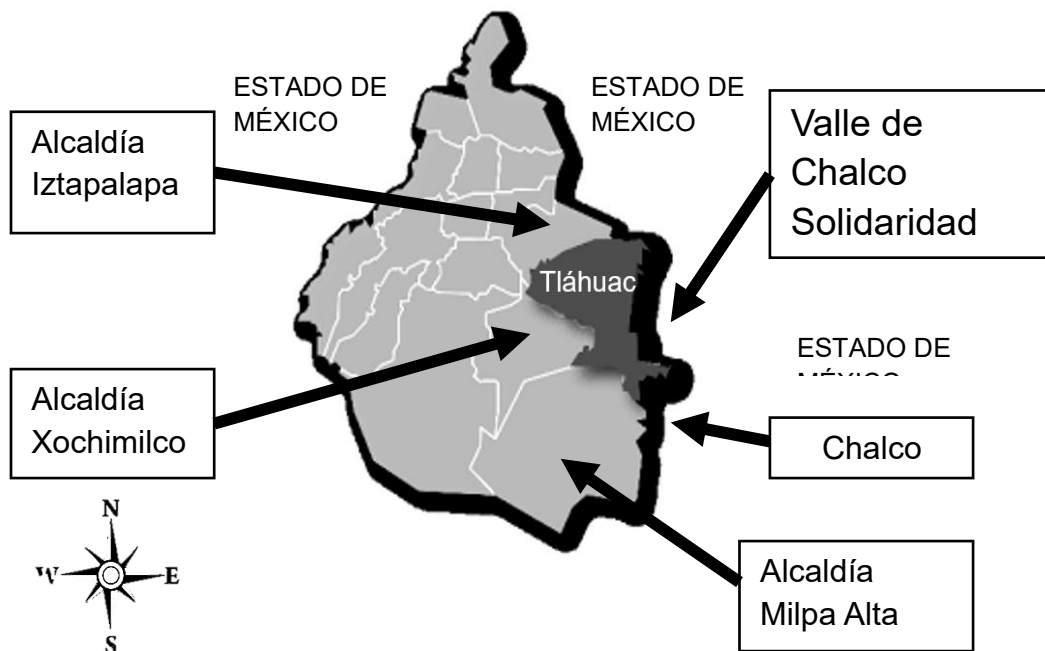 ESTADO DE
MÉXICO
ESTADO DE
MÉXICO
Alcaldía
Iztapalapa
Valle de
Chalco
Solidaridad
Tláhuac
ESTADO DE
MÉXICO
Alcaldía
Xochimilco
Chalco
Alcaldía
Milpa Alta
N
W
E
S